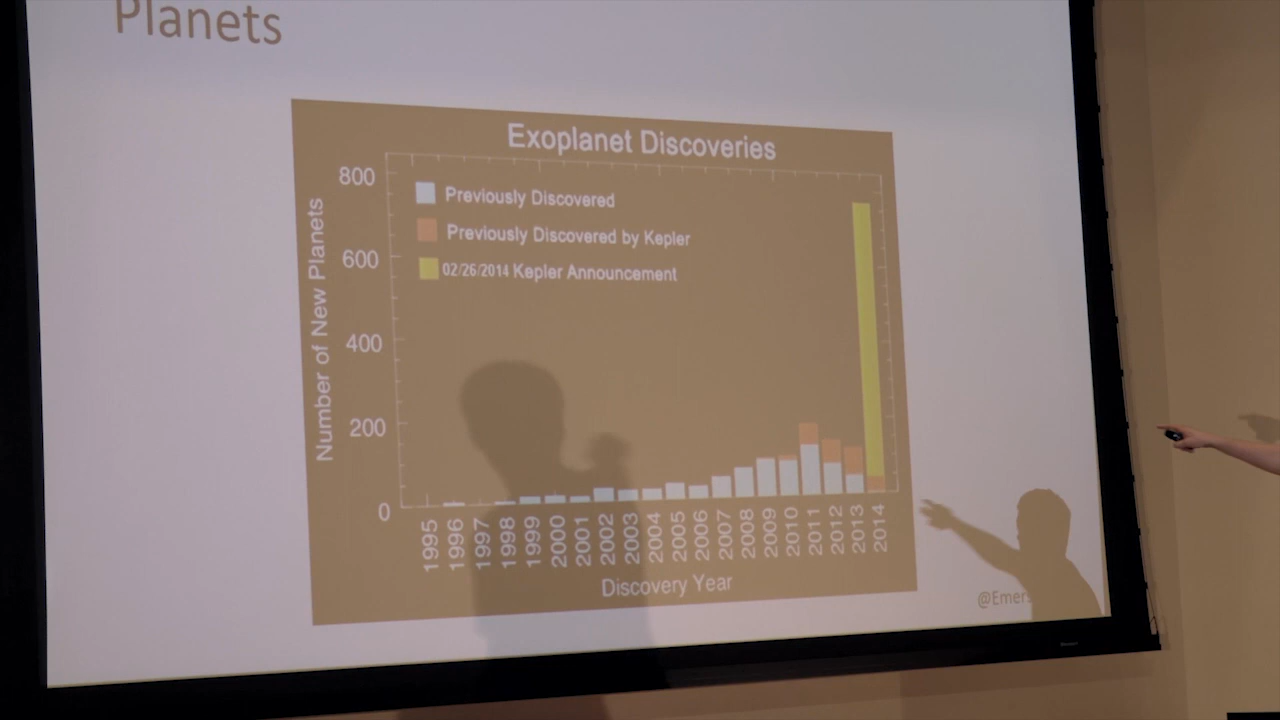 Planets
Exoplanet Discoveries
Previously Discovered
Previously Discovered by Kepler
02/26/2014 Kepler Announcement
Number of New Planets
800
600
400
200
0
1995 1996 1997 1998 1999 2000 2001 2002 2003 2004 2005 2006 2007 2008 2009 2010 2011 2012 2013 2014
Discovery Year